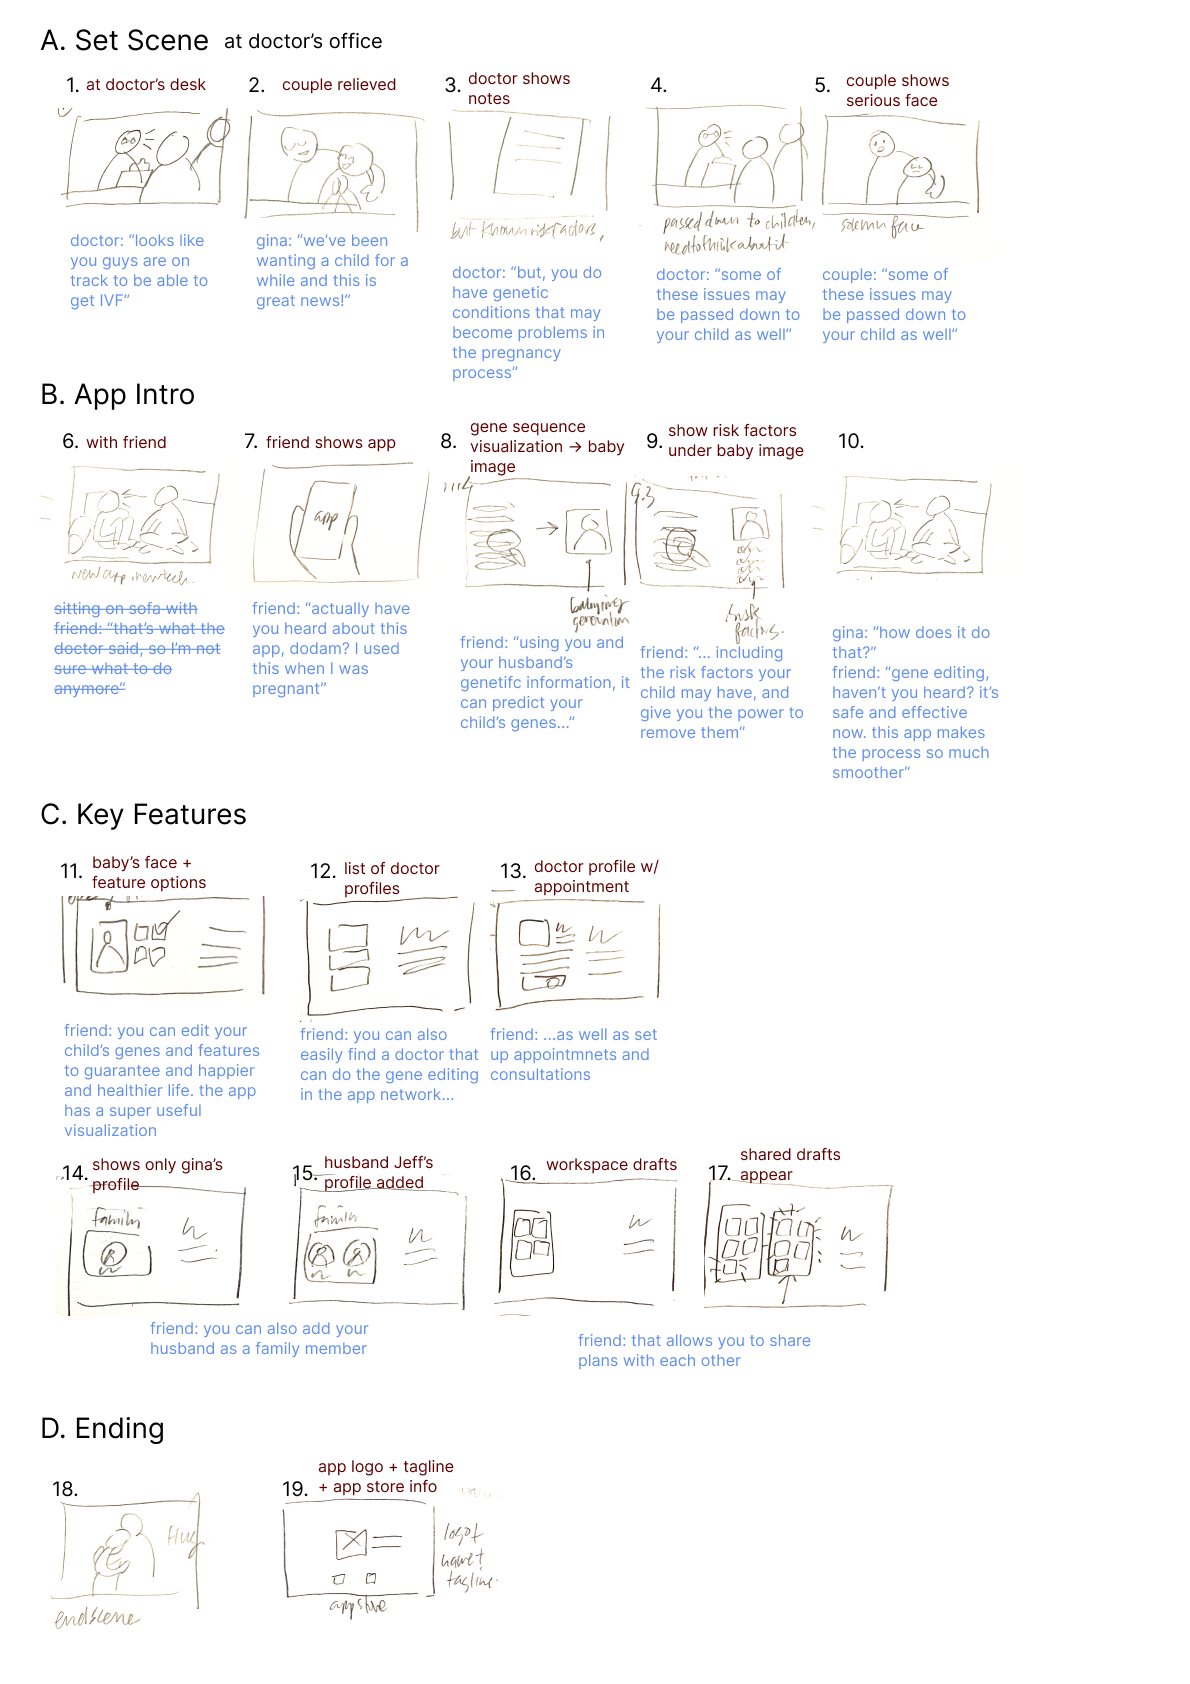 A. Set Scene at doctor's office
1. at doctor's desk
doctor: "looks like
you guys are on
track to be able to
get IVF"
2. couple relieved
gina: "we've been
wanting a child for a
while and this is
great news!"
3. doctor shows
notes
but known risk factors,
doctor: "but, you do
have genetic
conditions that may
become problems in
the pregnancy
process"
4.
passed down to children,
need to think about it
doctor: "some of
these issues may
be passed down to
your child as well"
5. couple shows
serious face
solemn face
couple: "some of
these issues may
be passed down to
your child as well"
B. App Intro
6. with friend
new app, new tech.
sitting on sofa with
friend: "that's what the
doctor said, so I'm not
sure what to do
anymore"
7. friend shows app
app
friend: "actually have
you heard about this
app, dodam? I used
this when I was
pregnant"
8. gene sequence
visualization → baby
image
baby img
generation
friend: "using you and
your husband's
genetifc information, it
can predict your
child's genes..."
9. show risk factors
under baby image
9.3
risk
factors.
friend: "... including
the risk factors your
child may have, and
give you the power to
remove them"
10.
gina: "how does it do
that?"
friend: "gene editing,
haven't you heard? it's
safe and effective
now. this app makes
the process so much
smoother"
C. Key Features
11. baby's face +
feature options
friend: you can edit your
child's genes and features
to guarantee and happier
and healthier life. the app
has a super useful
visualization
12. list of doctor
profiles
friend: you can also
easily find a doctor that
can do the gene editing
in the app network...
13. doctor profile w/
appointment
friend: ...as well as set
up appointmnets and
consultations
14. shows only gina's
profile
family
15. husband Jeff's
profile added
family
friend: you can also add your
husband as a family member
16. workspace drafts
17. shared drafts
appear
friend: that allows you to share
plans with each other
D. Ending
18.
Hug
end scene
19. app logo + tagline
+ app store info
logo +
name +
tagline.
app store